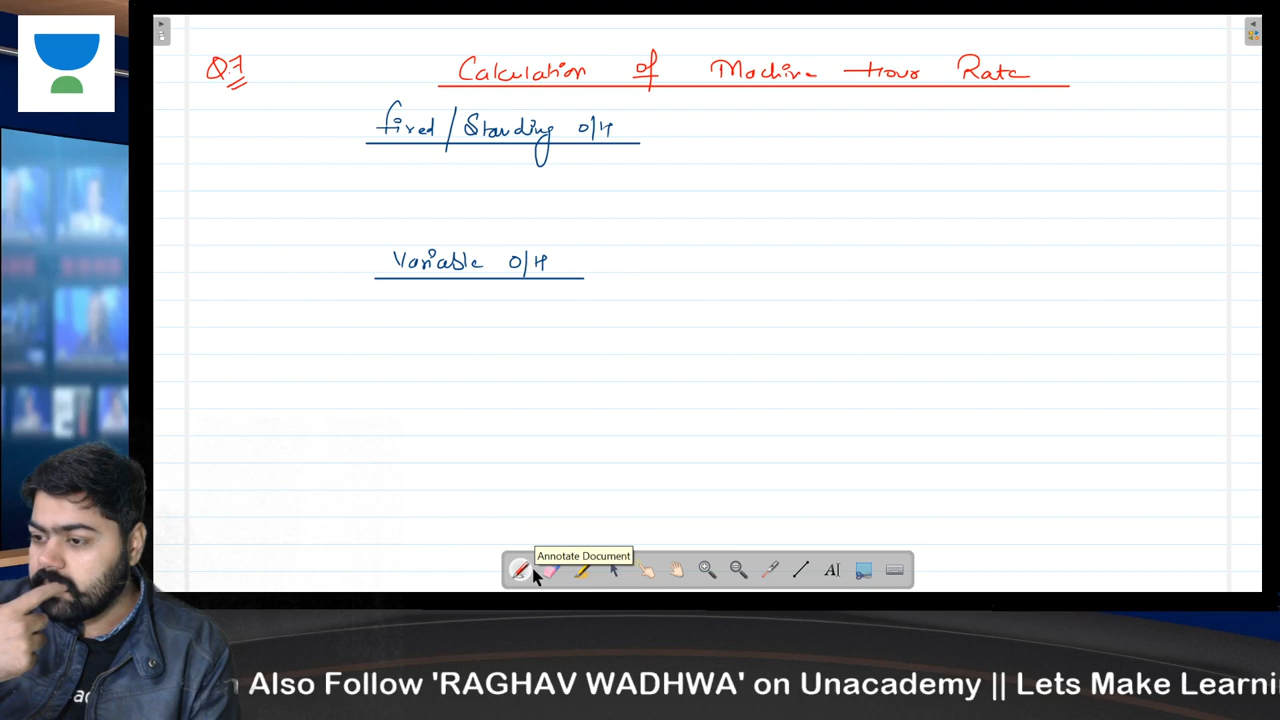 Q.7 Calculation of Machine Hour Rate
Fixed / Standing O/H
Variable O/H
Annotate Document
AI
Also Follow 'RAGHAV WADHWA' on Unacademy || Lets Make Learni